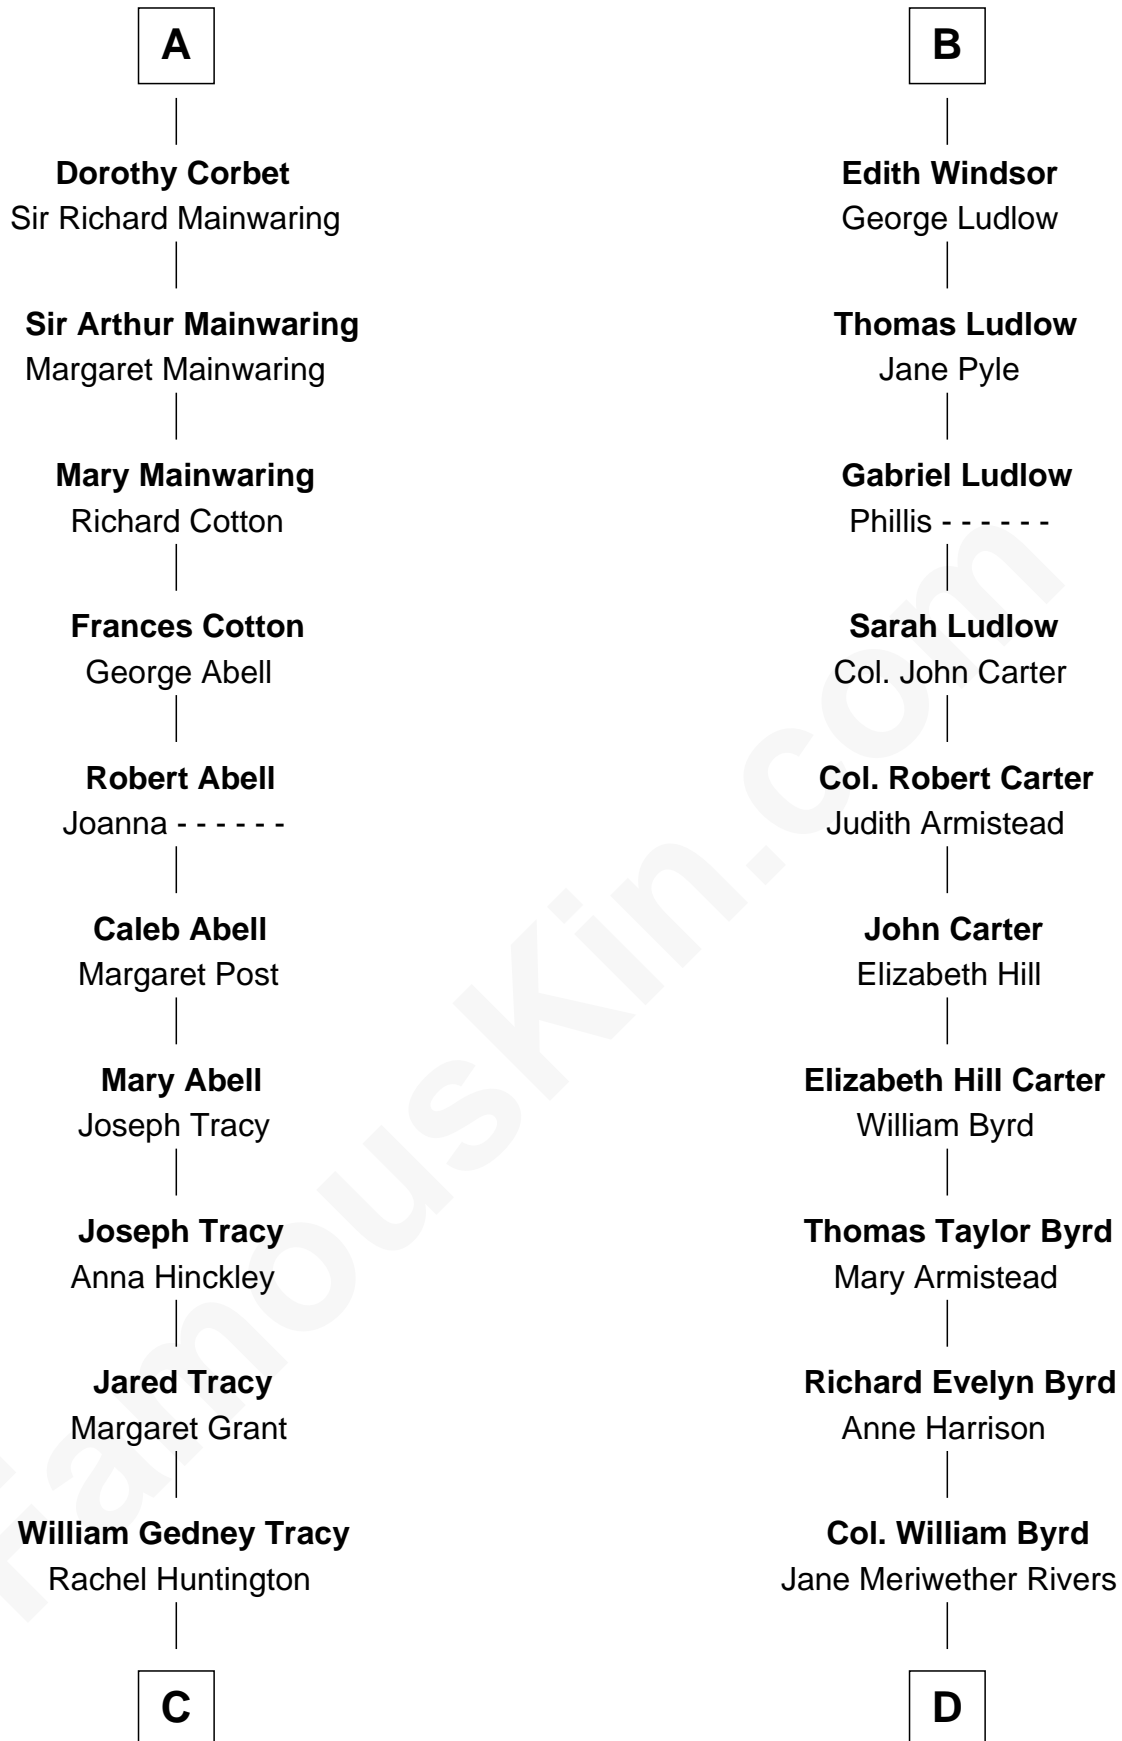 A
Dorothy Corbet
Sir Richard Mainwaring
Sir Arthur Mainwaring
Margaret Mainwaring
Mary Mainwaring
Richard Cotton
Frances Cotton
George Abell
Robert Abell
Joanna - - - - - -
Caleb Abell
Margaret Post
Mary Abell
Joseph Tracy
Joseph Tracy
Anna Hinckley
Jared Tracy
Margaret Grant
William Gedney Tracy
Rachel Huntington
C
B
Edith Windsor
George Ludlow
Thomas Ludlow
Jane Pyle
Gabriel Ludlow
Phillis - - - - - -
Sarah Ludlow
Col. John Carter
Col. Robert Carter
Judith Armistead
John Carter
Elizabeth Hill
Elizabeth Hill Carter
William Byrd
Thomas Taylor Byrd
Mary Armistead
Richard Evelyn Byrd
Anne Harrison
Col. William Byrd
Jane Meriwether Rivers
D
FamousKin.com